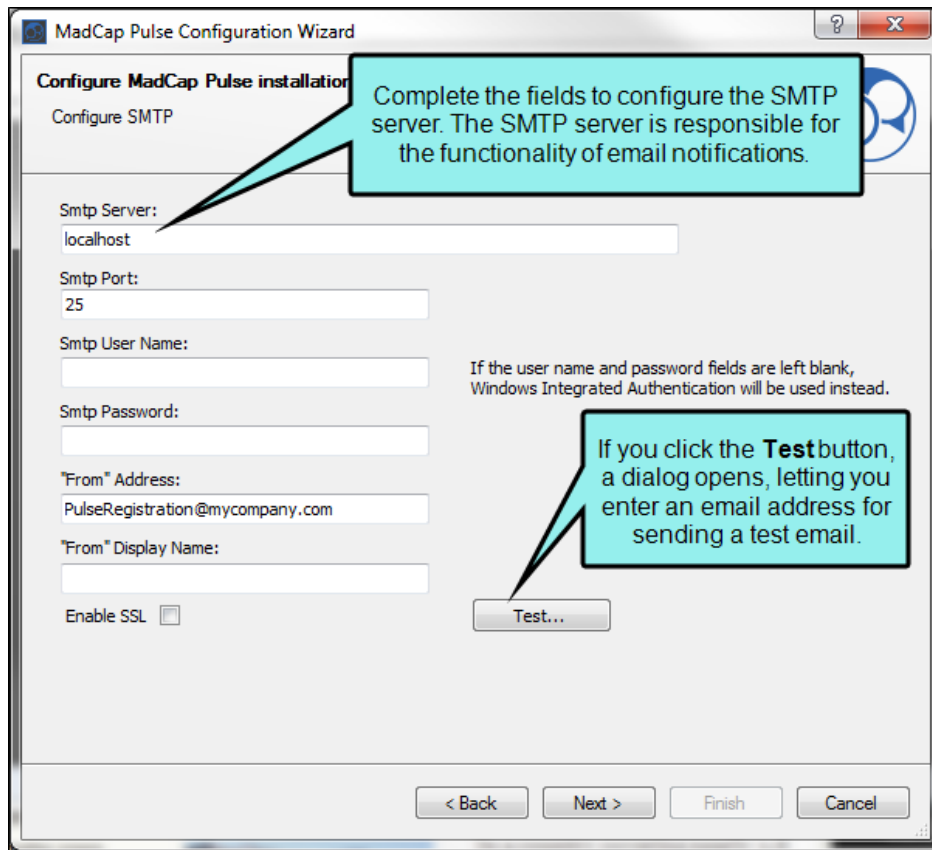 MadCap Pulse Configuration Wizard
Configure MadCap Pulse installation
Configure SMTP
Complete the fields to configure the SMTP
server. The SMTP server is responsible for
the functionality of email notifications.
Smtp Server:
localhost
Smtp Port:
25
Smtp User Name:
If the user name and password fields are left blank,
Windows Integrated Authentication will be used instead.
Smtp Password:
If you click the Test button,
a dialog opens, letting you
enter an email address for
sending a test email.
"From" Address:
PulseRegistration@mycompany.com
"From" Display Name:
Enable SSL
Test...
< Back
Next >
Finish
Cancel